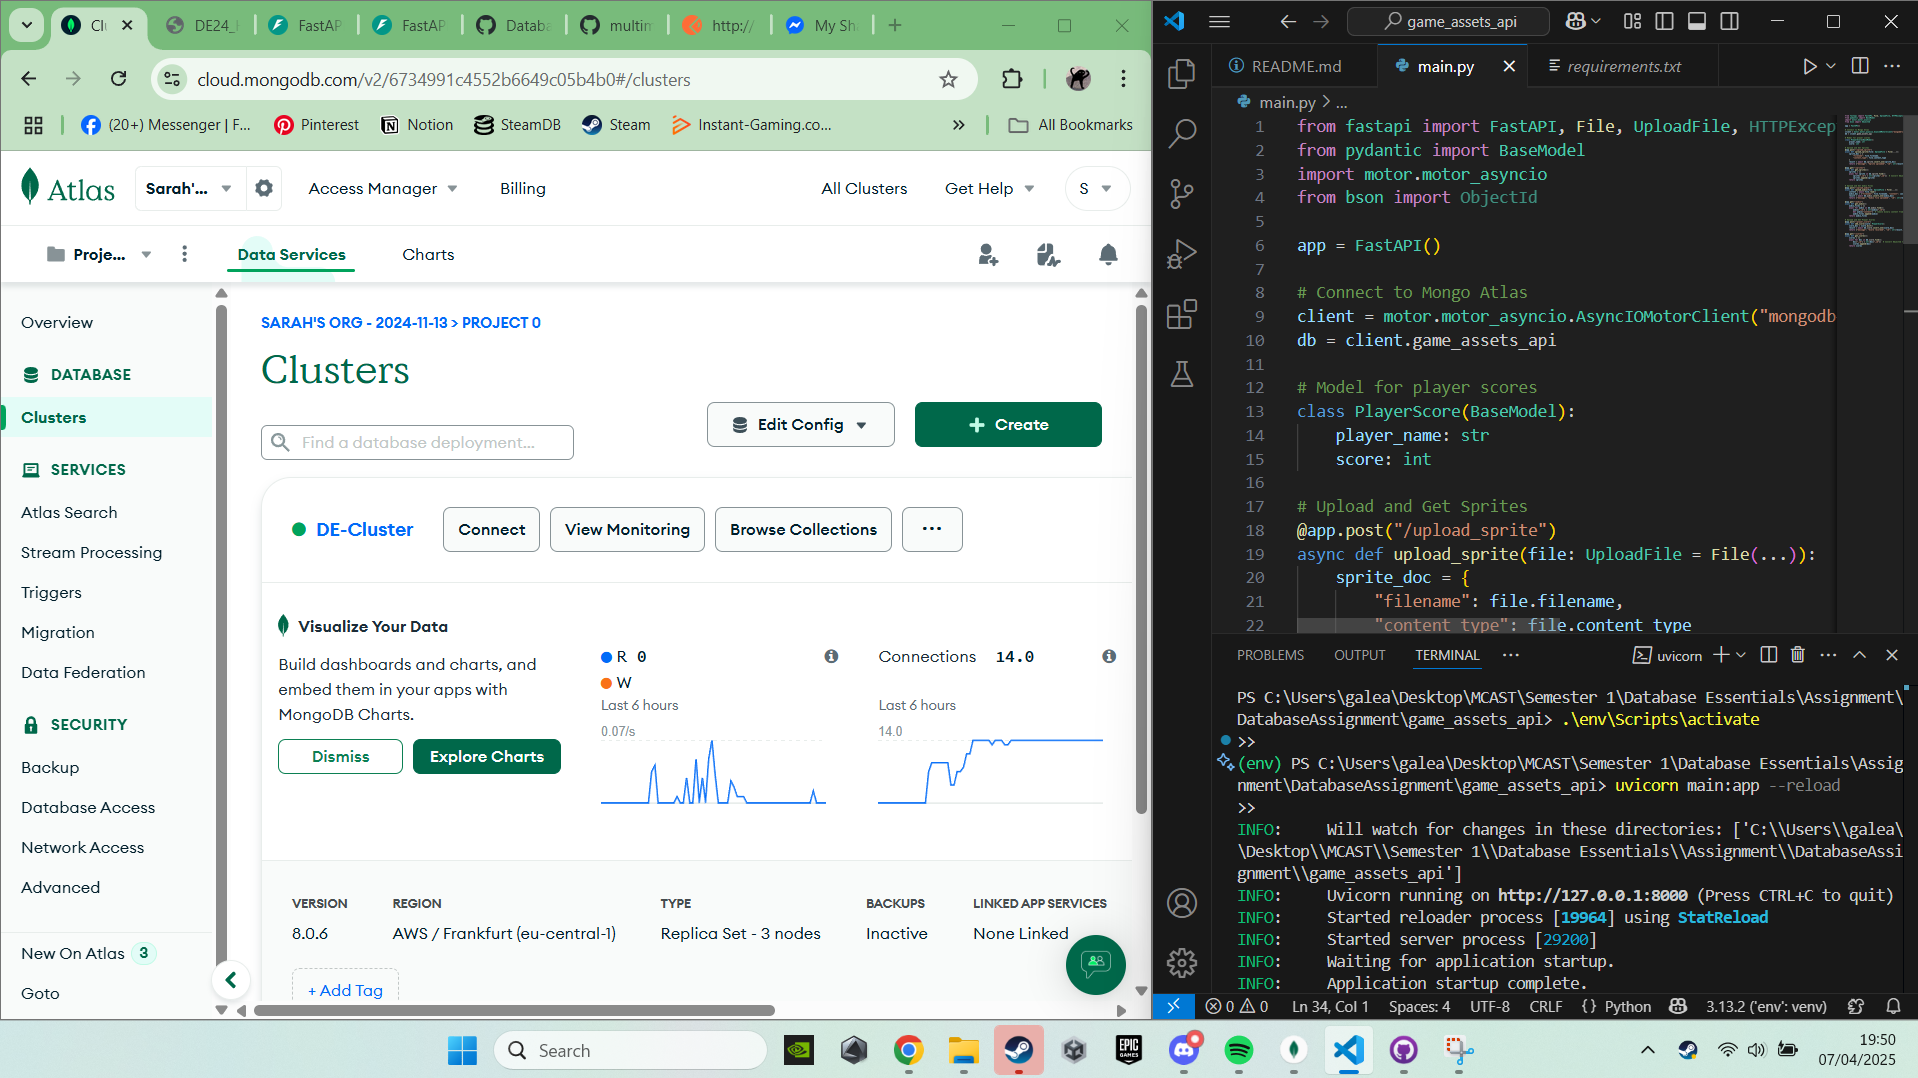 Cl
DE24_
FastAP
FastAP
Databa
multim
http://
My Sh
cloud.mongodb.com/v2/6734991c4552b6649c05b4b0#/clusters
(20+) Messenger | F...
Pinterest
Notion
SteamDB
Steam
Instant-Gaming.co...
All Bookmarks
Atlas
Sarah'...
Access Manager
Billing
All Clusters
Get Help
S
Proje...
Data Services
Charts
Overview
DATABASE
Clusters
SERVICES
Atlas Search
Stream Processing
Triggers
Migration
Data Federation
SECURITY
Backup
Database Access
Network Access
Advanced
New On Atlas 3
Goto
SARAH'S ORG - 2024-11-13 > PROJECT 0
Clusters
Find a database deployment...
Edit Config
+ Create
DE-Cluster
Connect
View Monitoring
Browse Collections
...
Visualize Your Data
Build dashboards and charts, and
embed them in your apps with
MongoDB Charts.
Dismiss
Explore Charts
R 0
W
Last 6 hours
0.07/s
Connections 14.0
Last 6 hours
14.0
VERSION
8.0.6
REGION
AWS / Frankfurt (eu-central-1)
TYPE
Replica Set - 3 nodes
BACKUPS
Inactive
LINKED APP SERVICES
None Linked
+ Add Tag
game_assets_api
README.md
main.py
requirements.txt
main.py > ...
1 from fastapi import FastAPI, File, UploadFile, HTTPExcep
2 from pydantic import BaseModel
3 import motor.motor_asyncio
4 from bson import ObjectId
5
6 app = FastAPI()
7
8 # Connect to Mongo Atlas
9 client = motor.motor_asyncio.AsyncIOMotorClient("mongodb
10 db = client.game_assets_api
11
12 # Model for player scores
13 class PlayerScore(BaseModel):
14 player_name: str
15 score: int
16
17 # Upload and Get Sprites
18 @app.post("/upload_sprite")
19 async def upload_sprite(file: UploadFile = File(...)):
20 sprite_doc = {
21 "filename": file.filename,
22 "content_type": file.content_type
PROBLEMS
OUTPUT
TERMINAL
...
uvicorn
PS C:\Users\galea\Desktop\MCAST\Semester 1\Database Essentials\Assignment\
DatabaseAssignment\game_assets_api> .\env\Scripts\activate
>>
(env) PS C:\Users\galea\Desktop\MCAST\Semester 1\Database Essentials\Assig
nment\DatabaseAssignment\game_assets_api> uvicorn main:app --reload
>>
INFO: Will watch for changes in these directories: ['C:\\Users\\galea\
\Desktop\\MCAST\\Semester 1\\Database Essentials\\Assignment\\DatabaseAssi
gnment\\game_assets_api']
INFO: Uvicorn running on http://127.0.0.1:8000 (Press CTRL+C to quit)
INFO: Started reloader process [19964] using StatReload
INFO: Started server process [29200]
INFO: Waiting for application startup.
INFO: Application startup complete.
0 0
Ln 34, Col 1
Spaces: 4
UTF-8
CRLF
{} Python
3.13.2 ('env': venv)
Search
EPIC GAMES
19:50
07/04/2025